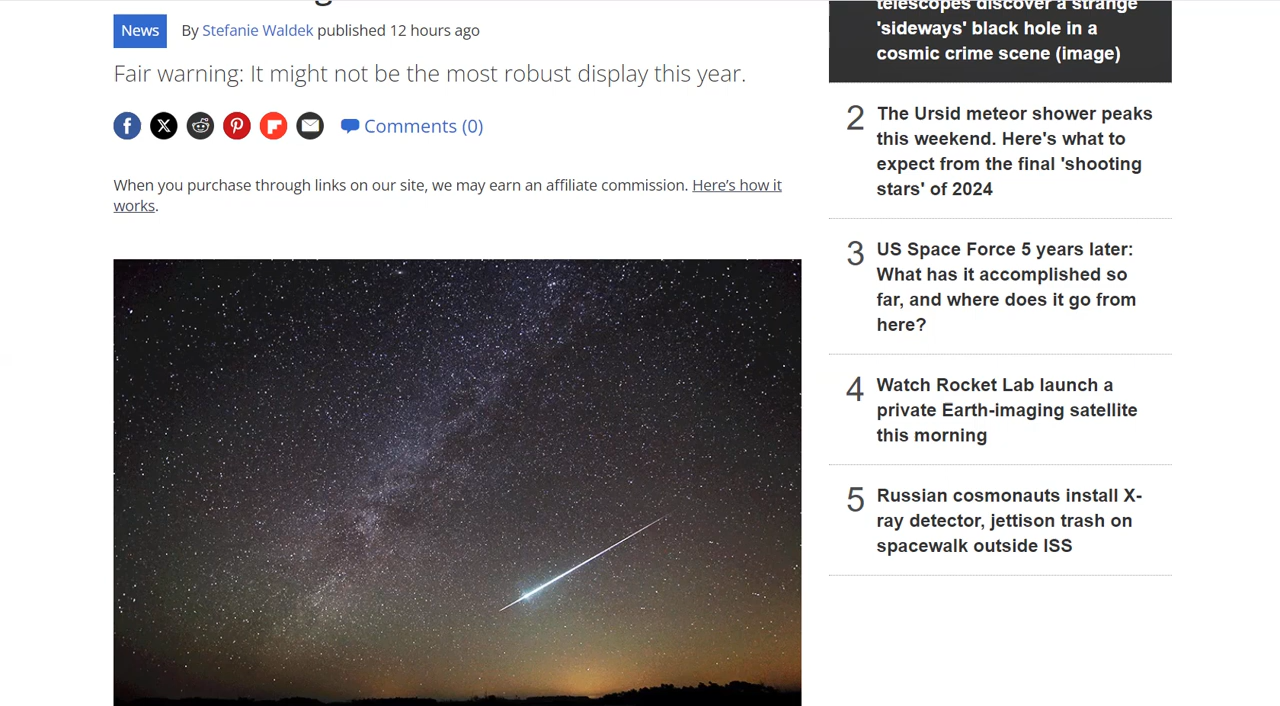 News
By Stefanie Waldek published 12 hours ago
Fair warning: It might not be the most robust display this year.
Comments (0)
When you purchase through links on our site, we may earn an affiliate commission. Here’s how it
works.
telescopes discover a strange
'sideways' black hole in a
cosmic crime scene (image)
2
The Ursid meteor shower peaks
this weekend. Here's what to
expect from the final 'shooting
stars' of 2024
3
US Space Force 5 years later:
What has it accomplished so
far, and where does it go from
here?
4
Watch Rocket Lab launch a
private Earth-imaging satellite
this morning
5
Russian cosmonauts install X-
ray detector, jettison trash on
spacewalk outside ISS